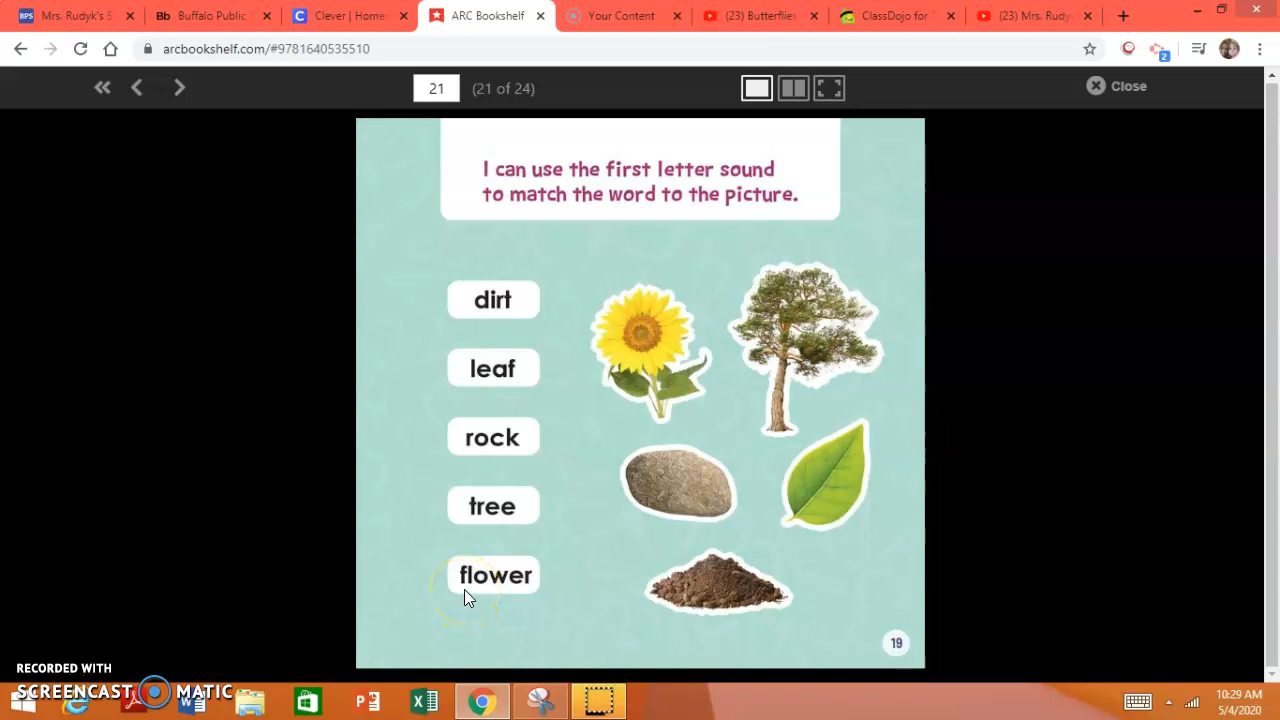 Mrs. Rudyk's S
Buffalo Public
Clever | Home
ARC Bookshelf
Your Content
(23) Butterflies
ClassDojo for
(23) Mrs. Rudy
arcbookshelf.com/#9781640535510
2
21
(21 of 24)
Close
I can use the first letter sound
to match the word to the picture.
dirt
leaf
rock
tree
flower
19
RECORDED WITH
SCREENCAST MATIC
10:29 AM
5/4/2020